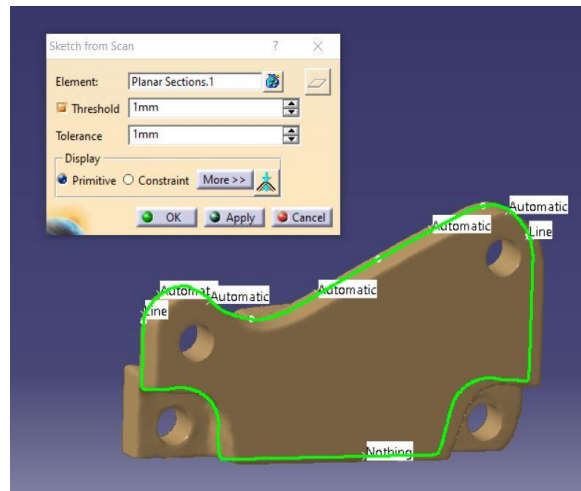 Sketch from Scan ? ×
Element: Planar Sections.1
Threshold 1mm
Tolerance 1mm
Display
Primitive Constraint More >>
OK Apply Cancel
Automatic
Automatic
Line
Automat
Automatic
Automatic
Line
Nothing